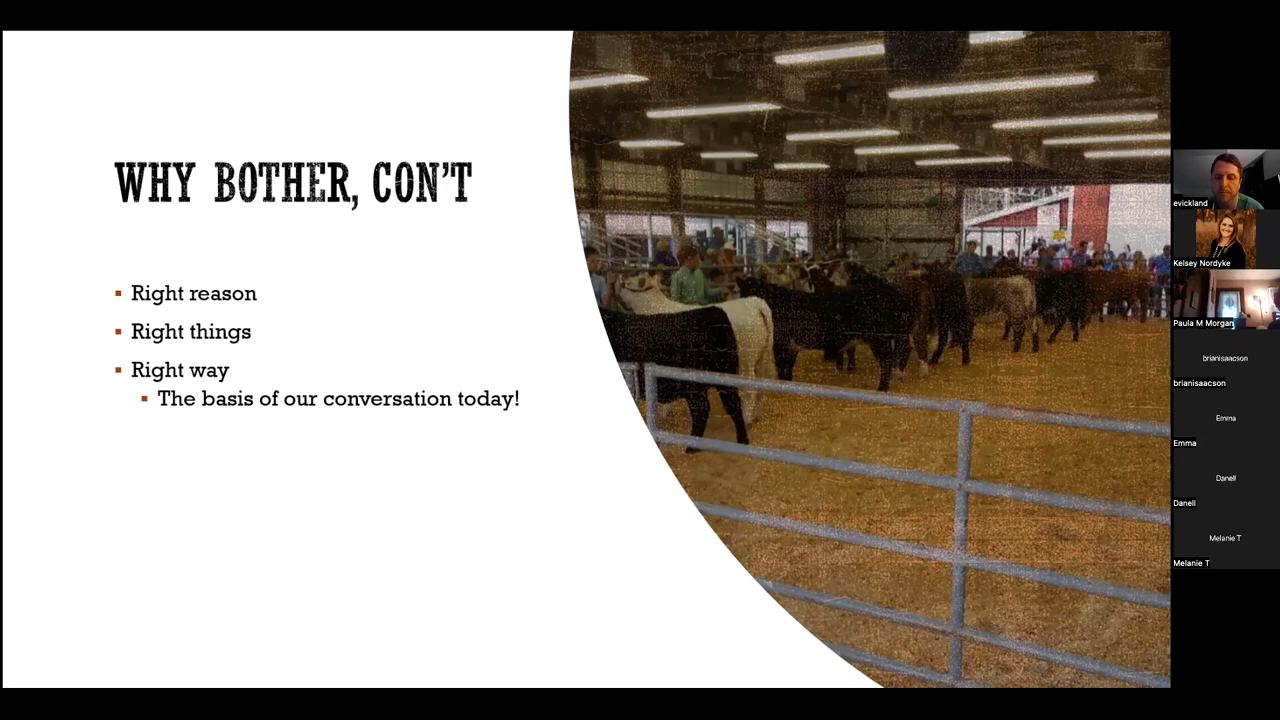 WHY BOTHER, CON'T
Right reason
Right things
Right way
The basis of our conversation today!
evickland
Kelsey Nordyke
Paula M Morgan
brianisaacson
brianisaacson
Emma
Emma
Danell
Danell
Melanie T
Melanie T